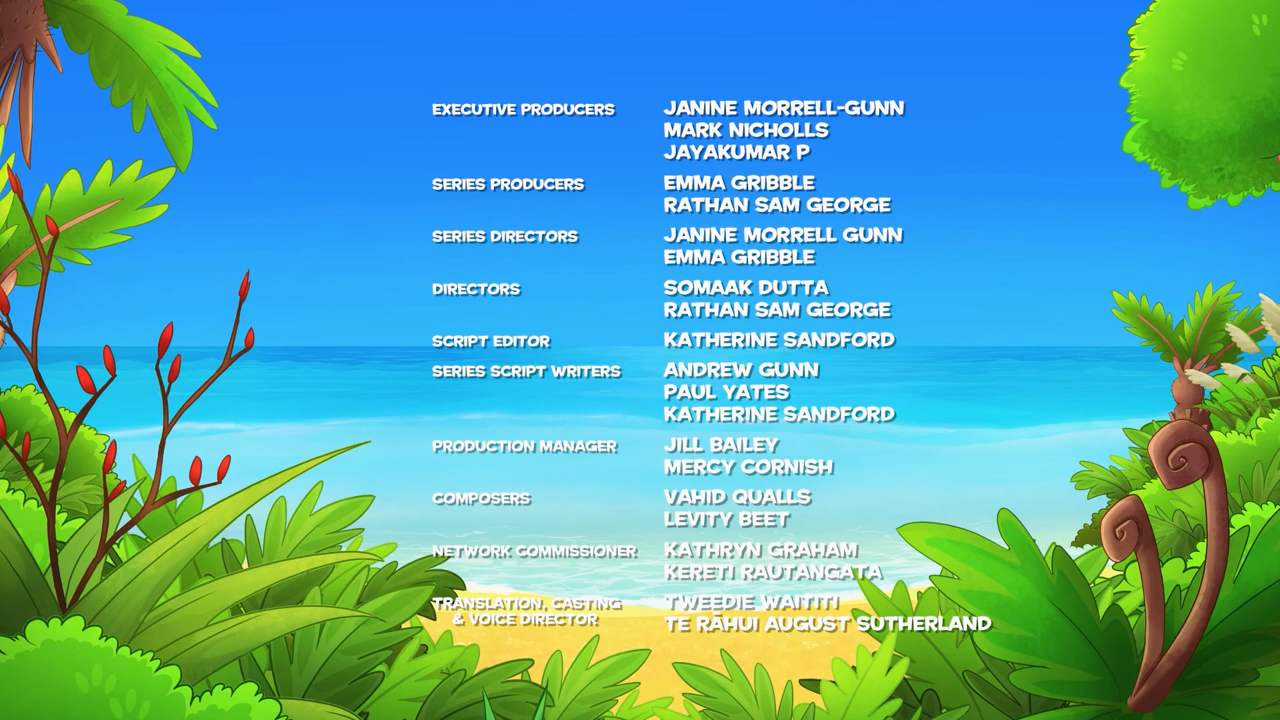 EXECUTIVE PRODUCERS JANINE MORRELL-GUNN
MARK NICHOLLS
JAYAKUMAR P
SERIES PRODUCERS EMMA GRIBBLE
RATHAN SAM GEORGE
SERIES DIRECTORS JANINE MORRELL GUNN
EMMA GRIBBLE
DIRECTORS SOMAAK DUTTA
RATHAN SAM GEORGE
SCRIPT EDITOR KATHERINE SANDFORD
SERIES SCRIPT WRITERS ANDREW GUNN
PAUL YATES
KATHERINE SANDFORD
PRODUCTION MANAGER JILL BAILEY
MERCY CORNISH
COMPOSERS VAHID QUALLS
LEVITY BEET
NETWORK COMMISSIONER KATHRYN GRAHAM
KERETI RAUTANGATA
TRANSLATION, CASTING TWEEDIE WAITITI
& VOICE DIRECTOR TE RĀHUI AUGUST SUTHERLAND